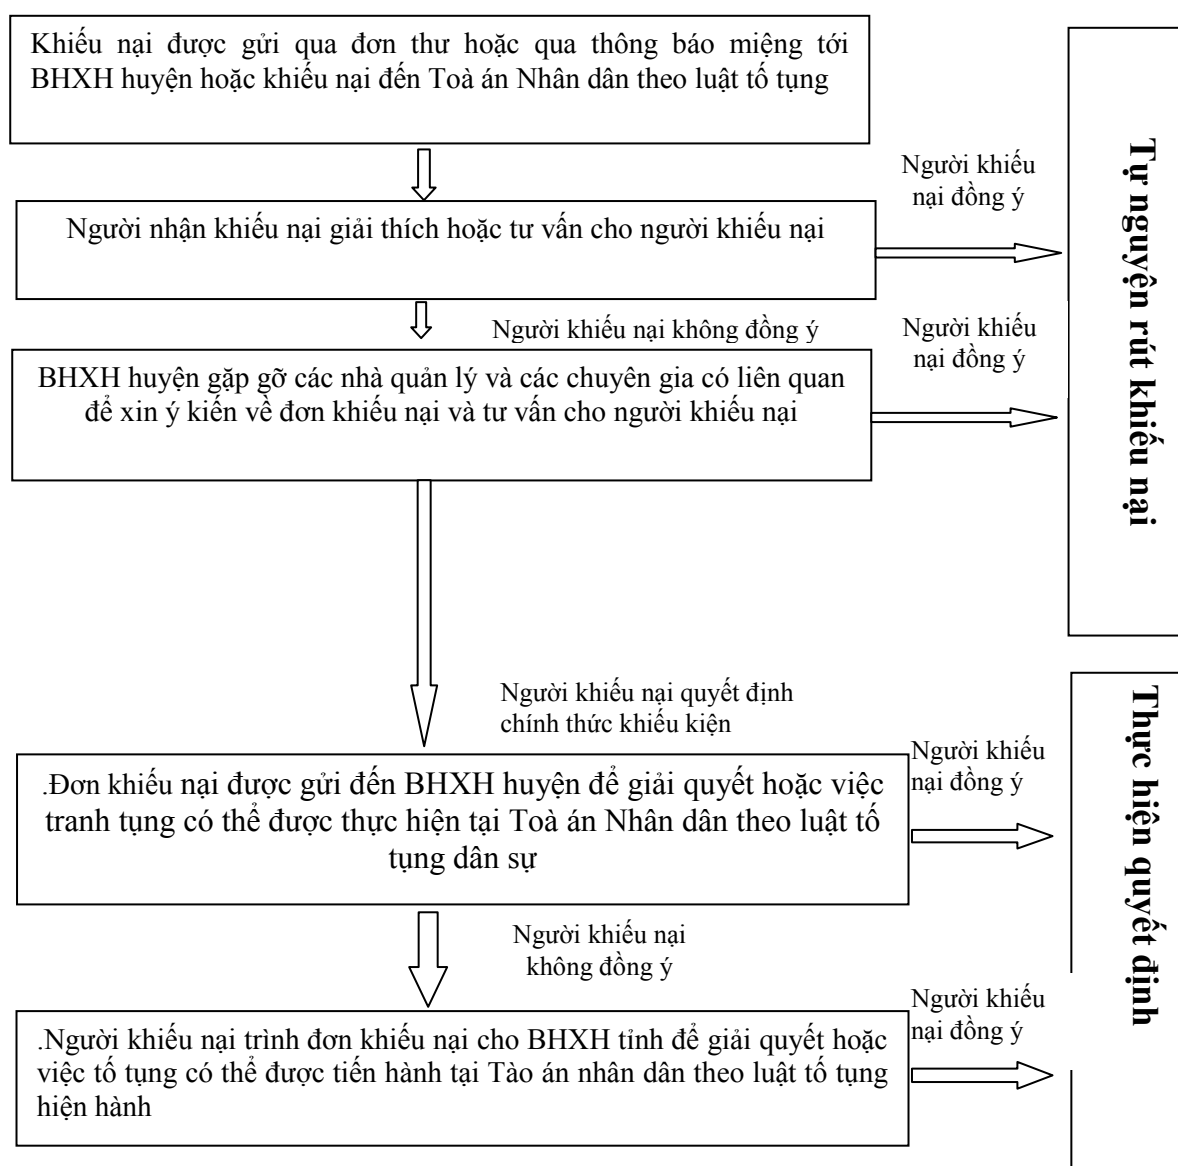 Khiếu nại được gửi qua đơn thư hoặc qua thông báo miệng tới
BHXH huyện hoặc khiếu nại đến Toà án Nhân dân theo luật tố tụng
Người khiếu
nại đồng ý
Người nhận khiếu nại giải thích hoặc tư vấn cho người khiếu nại
Người khiếu nại không đồng ý
Người khiếu
nại đồng ý
BHXH huyện gặp gỡ các nhà quản lý và các chuyên gia có liên quan
để xin ý kiến về đơn khiếu nại và tư vấn cho người khiếu nại
Tự nguyện rút khiếu nại
Người khiếu nại quyết định
chính thức khiếu kiện
Người khiếu
nại đồng ý
.Đơn khiếu nại được gửi đến BHXH huyện để giải quyết hoặc việc
tranh tụng có thể được thực hiện tại Toà án Nhân dân theo luật tố
tụng dân sự
Người khiếu nại
không đồng ý
Người khiếu
nại đồng ý
.Người khiếu nại trình đơn khiếu nại cho BHXH tỉnh để giải quyết hoặc
việc tố tụng có thể được tiến hành tại Tào án nhân dân theo luật tố tụng
hiện hành
Thực hiện quyết định